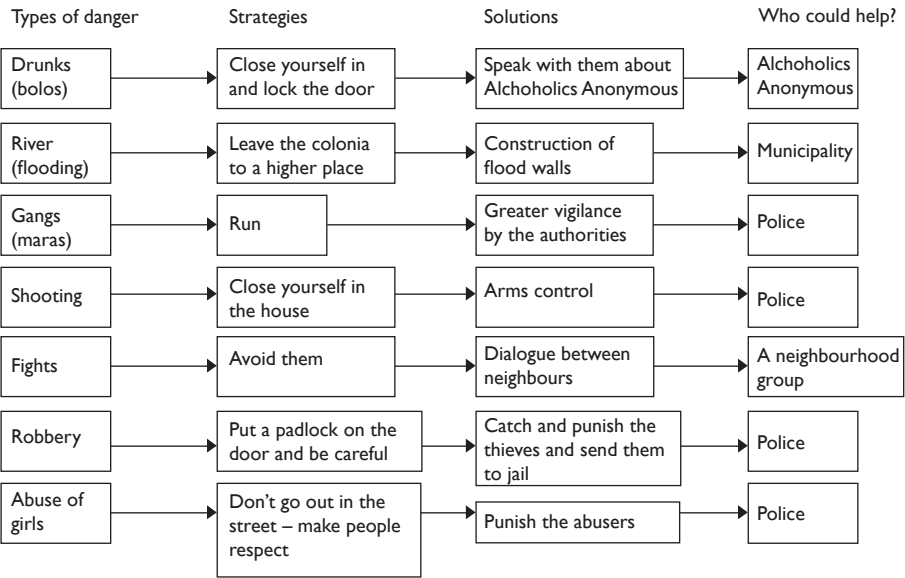 Types of danger
Strategies
Solutions
Who could help?
Drunks
(bolos)
Close yourself in
and lock the door
Speak with them about
Alchoholics Anonymous
Alchoholics
Anonymous
River
(flooding)
Leave the colonia
to a higher place
Construction of
flood walls
Municipality
Gangs
(maras)
Run
Greater vigilance
by the authorities
Police
Shooting
Close yourself in
the house
Arms control
Police
Fights
Avoid them
Dialogue between
neighbours
A neighbourhood
group
Robbery
Put a padlock on the
door and be careful
Catch and punish the
thieves and send them
to jail
Police
Abuse of
girls
Don’t go out in the
street – make people
respect
Punish the abusers
Police